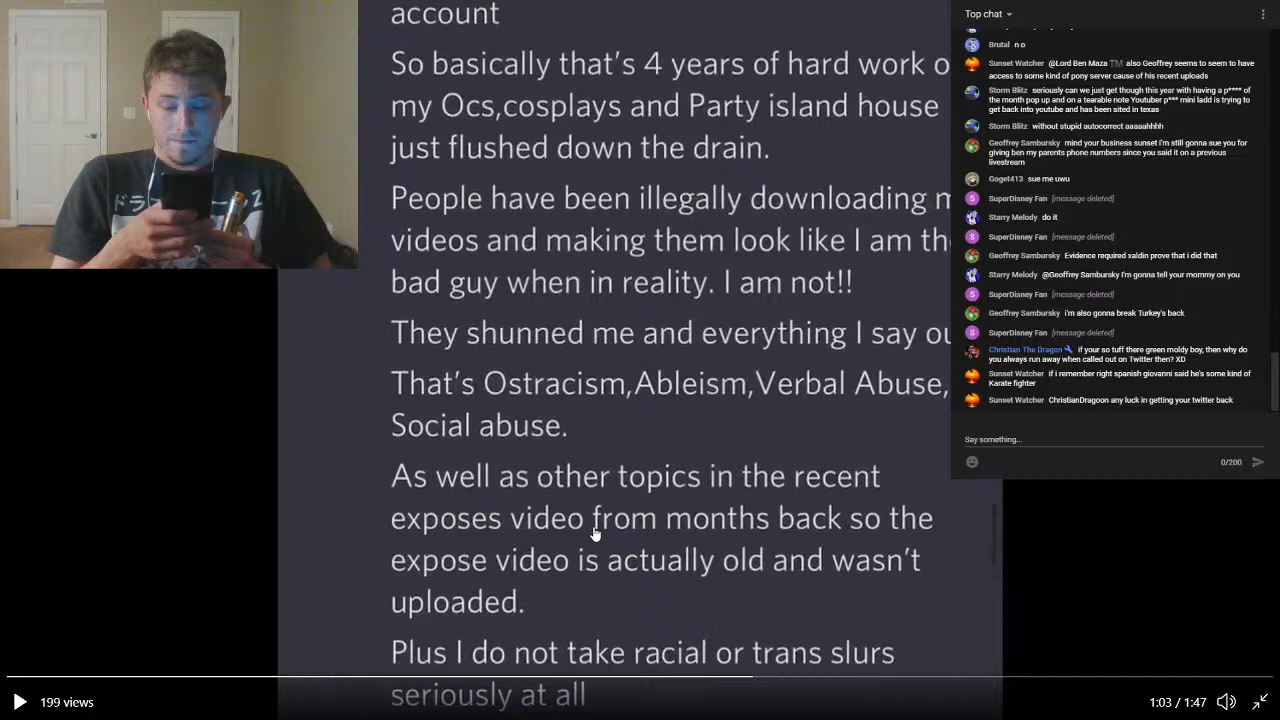 account
So basically that's 4 years of hard work o
my Ocs,cosplays and Party island house
just flushed down the drain.
People have been illegally downloading m
videos and making them look like I am the
bad guy when in reality. I am not!!
They shunned me and everything I say ou
That's Ostracism,Ableism,Verbal Abuse,
Social abuse.
As well as other topics in the recent
exposes video from months back so the
expose video is actually old and wasn't
uploaded.
Plus I do not take racial or trans slurs
seriously at all
ドラ
2
Top chat
Brutal n o
Sunset Watcher @Lord Ben Maza TM also Geoffrey seems to seem to have
access to some kind of pony server cause of his recent uploads
Storm Blitz seriously can we just get though this year with having a p**** of
the month pop up and on a tearable note Youtuber p*** mini ladd is trying to
get back into youtube and has been sited in texas
Storm Blitz without stupid autocorrect aaaaahhhh
Geoffrey Sambursky mind your business sunset i'm still gonna sue you for
giving ben my parents phone numbers since you said it on a previous
livestream
Goget413 sue me uwu
SuperDisney Fan [message deleted]
Starry Melody do it
SuperDisney Fan [message deleted]
Geoffrey Sambursky Evidence required xaldin prove that i did that
Starry Melody @Geoffrey Sambursky I'm gonna tell your mommy on you
SuperDisney Fan [message deleted]
Geoffrey Sambursky i'm also gonna break Turkey's back
SuperDisney Fan [message deleted]
Christian The Dragon if your so tuff there green moldy boy, then why do
you always run away when called out on Twitter then? XD
Sunset Watcher if i remember right spanish giovanni said he's some kind of
Karate fighter
Sunset Watcher ChristianDragoon any luck in getting your twitter back
Say something...
0/200
199 views
1:03 / 1:47